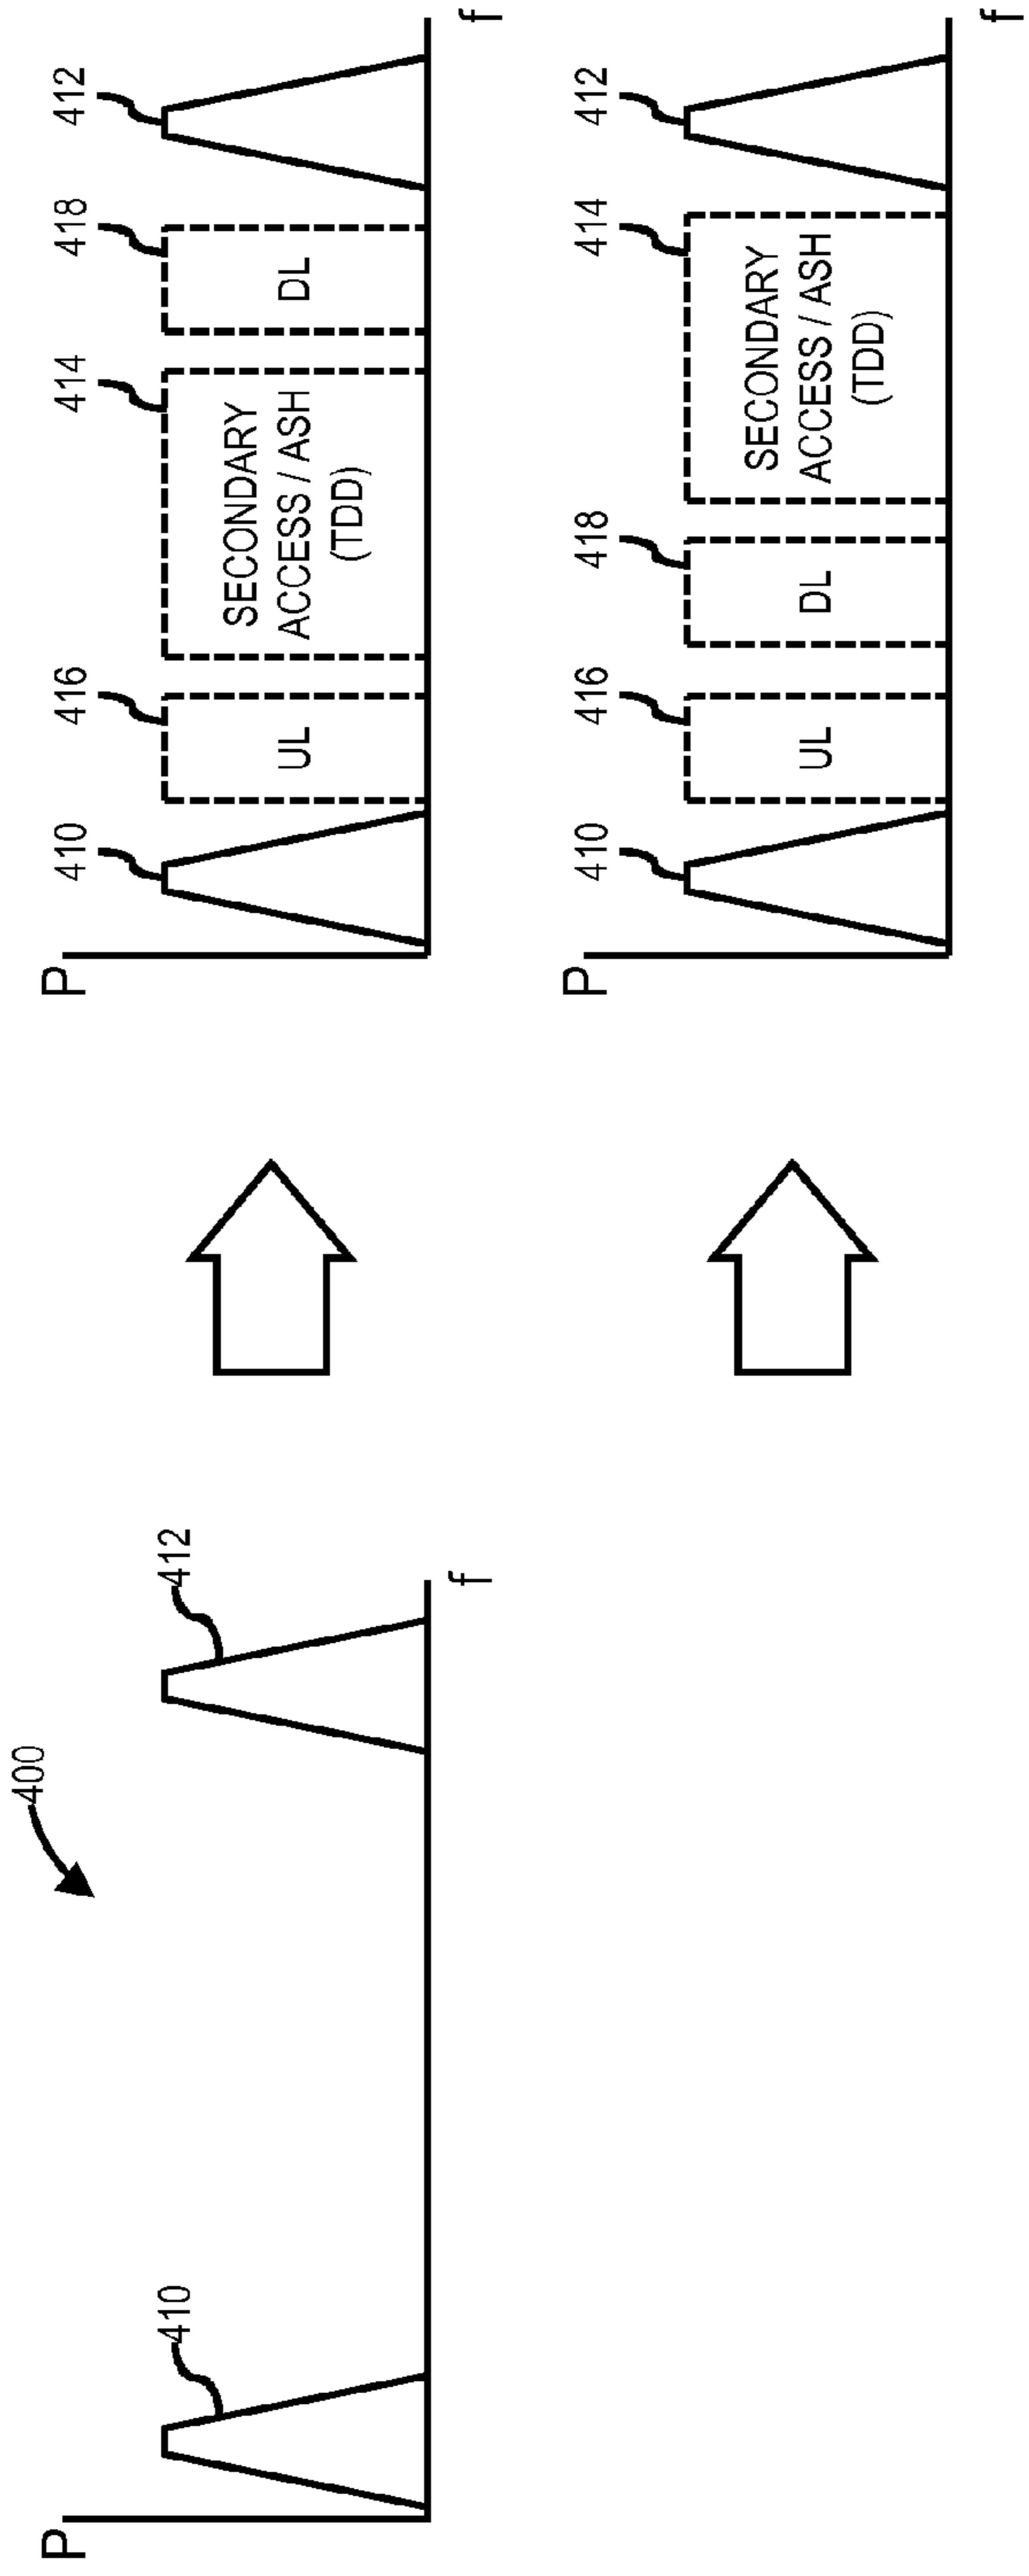 400
P
410
412
f
P
410
416
414
418
412
UL
SECONDARY
ACCESS / ASH
(TDD)
DL
f
P
410
416
418
414
412
UL
DL
SECONDARY
ACCESS / ASH
(TDD)
f